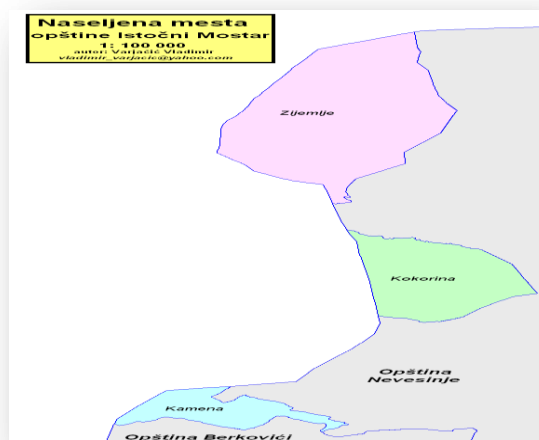 Naseljena mesta
opštine Istočni Mostar
1: 100 000
autor: Varjačić Vladimir
vladimir_varjacic@yahoo.com
Zijemlje
Kokorina
Opština
Nevesinje
Kamena
Opština Berkovići